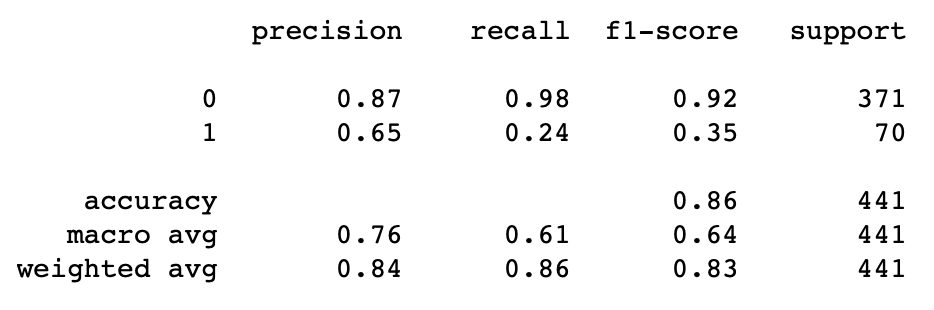 precision recall f1-score support
0 0.87 0.98 0.92 371
1 0.65 0.24 0.35 70
accuracy 0.86 441
macro avg 0.76 0.61 0.64 441
weighted avg 0.84 0.86 0.83 441